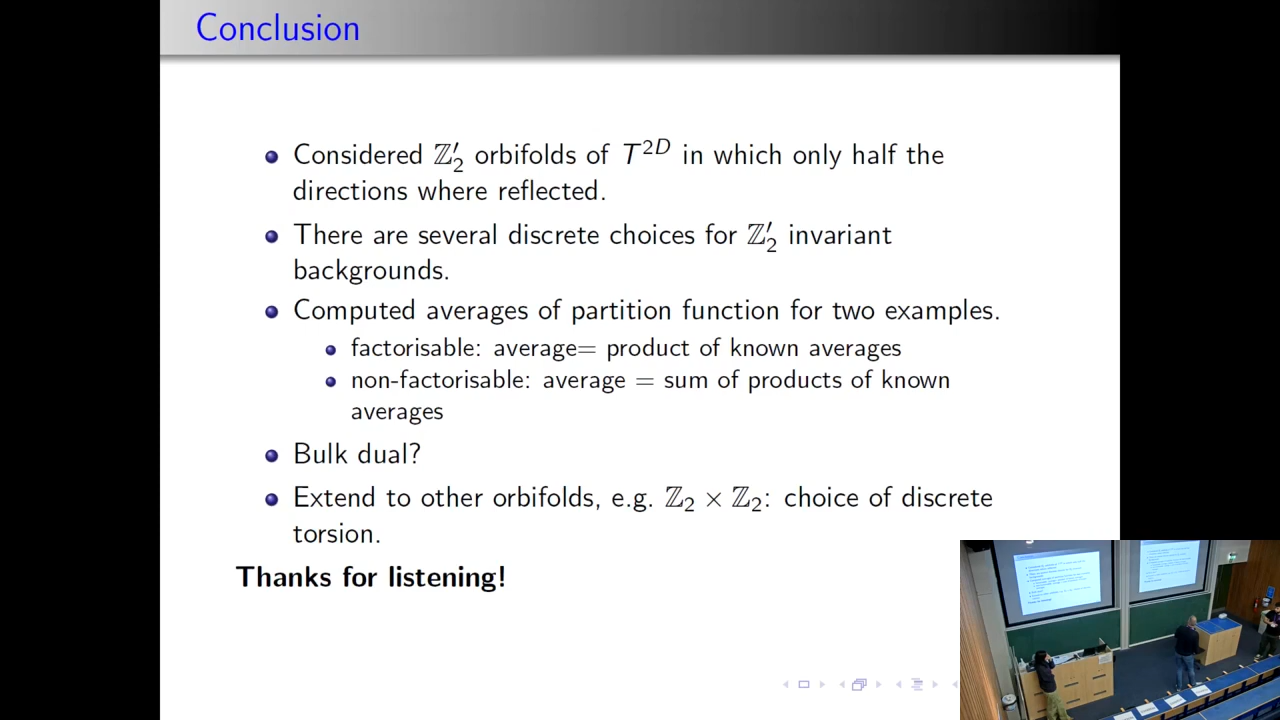 Conclusion
Considered ℤ′₂ orbifolds of T²ᴰ in which only half the
directions where reflected.
There are several discrete choices for ℤ′₂ invariant
backgrounds.
Computed averages of partition function for two examples.
factorisable: average= product of known averages
non-factorisable: average = sum of products of known
averages
Bulk dual?
Extend to other orbifolds, e.g. ℤ₂ × ℤ₂: choice of discrete
torsion.
Thanks for listening!